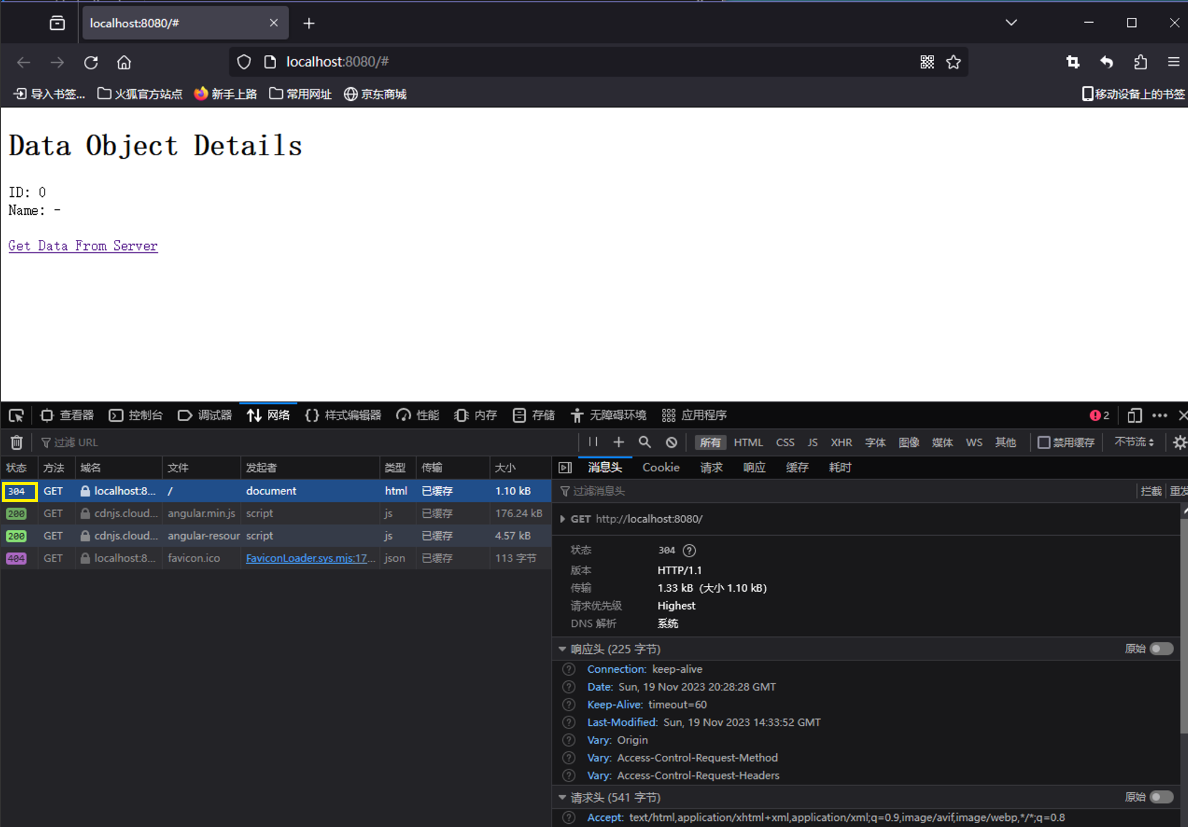 localhost:8080/#
localhost:8080/#
导入书签... 火狐官方站点 新手上路 常用网址 京东商城 移动设备上的书签
Data Object Details
ID: 0
Name: -
Get Data From Server
查看器 控制台 调试器 网络 样式编辑器 性能 内存 存储 无障碍环境 应用程序 2
过滤 URL 所有 HTML CSS JS XHR 字体 图像 媒体 WS 其他 禁用缓存 不节流
状态 方法 域名 文件 发起者 类型 传输 大小 消息头 Cookie 请求 响应 缓存 耗时
304 GET localhost:8... / document html 已缓存 1.10 kB
200 GET cdnjs.cloud... angular.min.js script js 已缓存 176.24 kB
200 GET cdnjs.cloud... angular-resour script js 已缓存 4.57 kB
404 GET localhost:8... favicon.ico FaviconLoader.sys.mjs:17... json 已缓存 113 字节
过滤消息头 拦截 重发
GET http://localhost:8080/
状态 304
版本 HTTP/1.1
传输 1.33 kB (大小 1.10 kB)
请求优先级 Highest
DNS 解析 系统
响应头 (225 字节) 原始
Connection: keep-alive
Date: Sun, 19 Nov 2023 20:28:28 GMT
Keep-Alive: timeout=60
Last-Modified: Sun, 19 Nov 2023 14:33:52 GMT
Vary: Origin
Vary: Access-Control-Request-Method
Vary: Access-Control-Request-Headers
请求头 (541 字节) 原始
Accept: text/html,application/xhtml+xml,application/xml;q=0.9,image/avif,image/webp,*/*;q=0.8